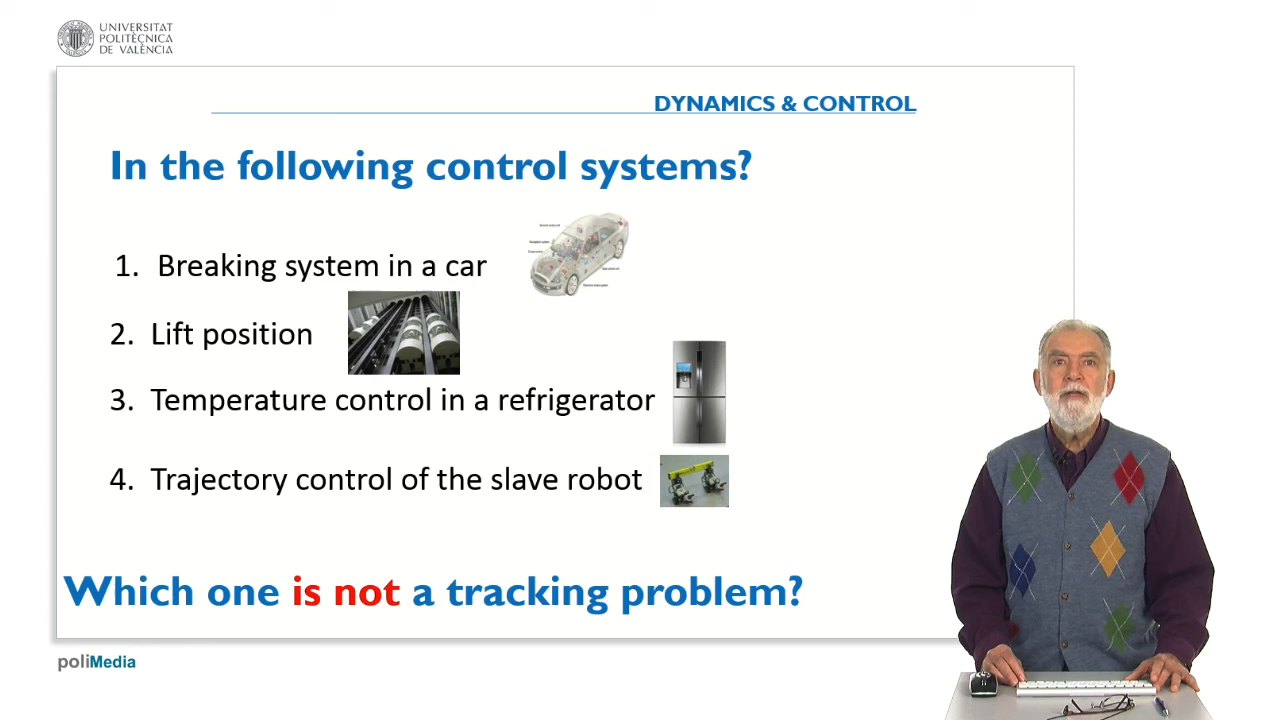 UNIVERSITAT
POLITÈCNICA
DE VALÈNCIA
DYNAMICS & CONTROL
In the following control systems?
1. Breaking system in a car
2. Lift position
3. Temperature control in a refrigerator
4. Trajectory control of the slave robot
Which one is not a tracking problem?
poliMedia